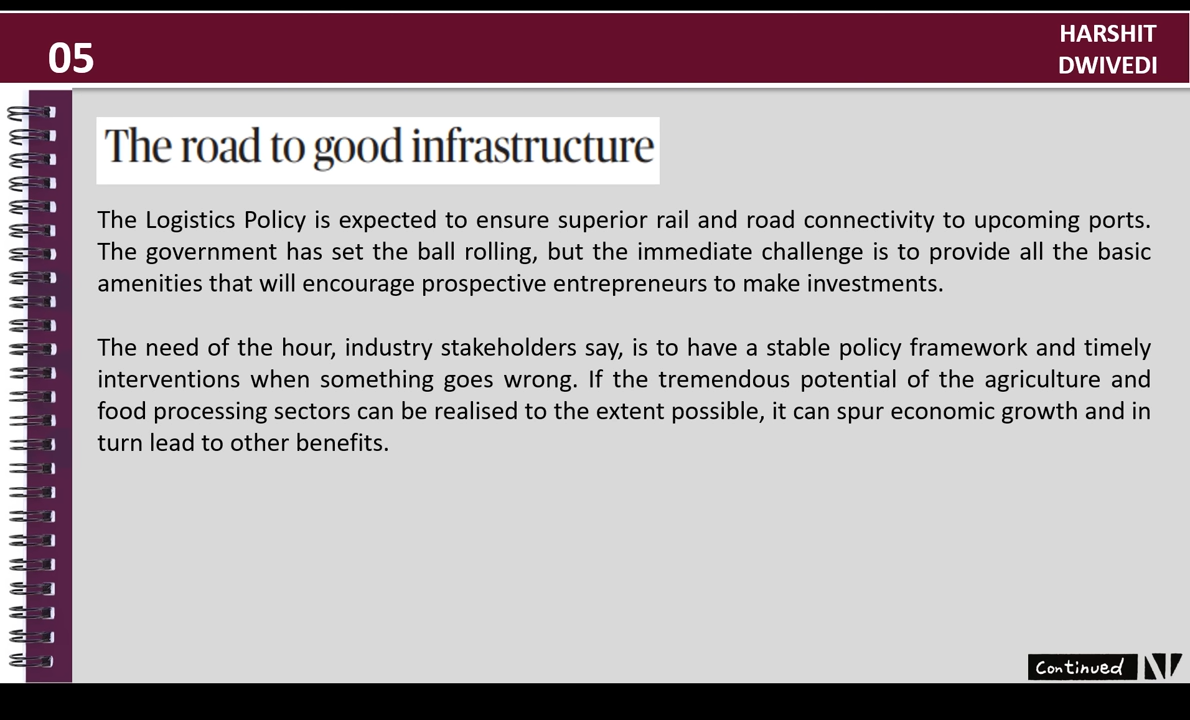 05
HARSHIT
DWIVEDI
The road to good infrastructure
The Logistics Policy is expected to ensure superior rail and road connectivity to upcoming ports.
The government has set the ball rolling, but the immediate challenge is to provide all the basic
amenities that will encourage prospective entrepreneurs to make investments.
The need of the hour, industry stakeholders say, is to have a stable policy framework and timely
interventions when something goes wrong. If the tremendous potential of the agriculture and
food processing sectors can be realised to the extent possible, it can spur economic growth and in
turn lead to other benefits.
Continued